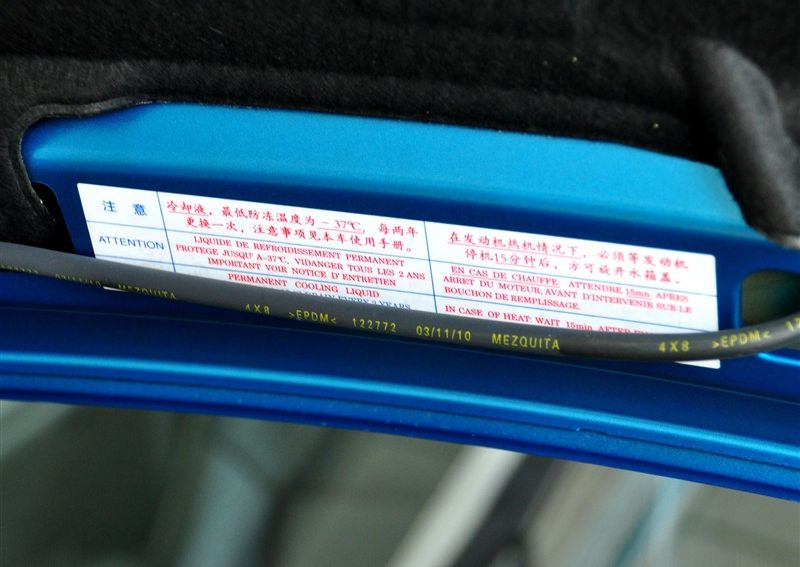 注 意
ATTENTION
冷却液，最低防冻温度为－37℃，每两年
更换一次，注意事项见本车使用手册。
LIQUIDE DE REFROIDISSEMENT PERMANENT
PROTEGE JUSQU'A-37℃, VIDANGER TOUS LES 2 ANS
IMPORTANT VOIR NOTICE D'ENTRETIEN
PERMANENT COOLING LIQUID
EVERY 2 YEARS
在发动机热机情况下，必须等发动机
停机15分钟后，方可旋开水箱盖。
EN CAS DE CHAUFFE ATTENDRE 15mn APRES
ARRET DU MOTEUR AVANT D'INTERVENIR SUR LE
BOUCHON DE REMPLISSAGE.
IN CASE OF HEAT: WAIT 15min AFTER
MEZQUITA 4X8 >EPDM< 122772 03/11/10 MEZQUITA 4X8 >EPDM<